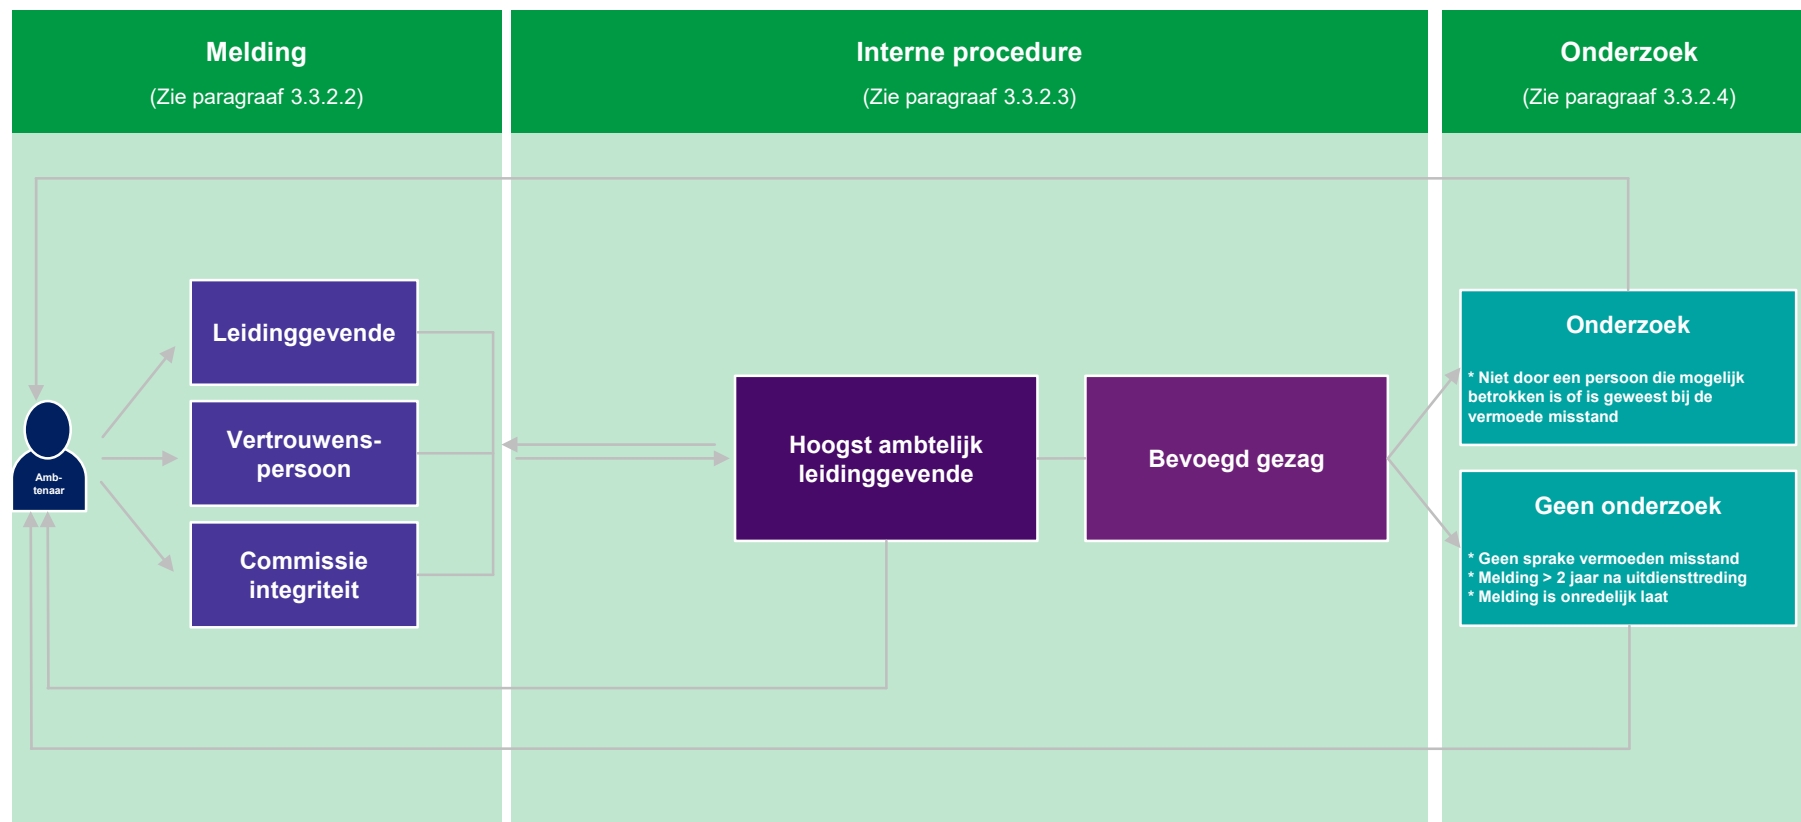 Melding
(Zie paragraaf 3.3.2.2)
Interne procedure
(Zie paragraaf 3.3.2.3)
Onderzoek
(Zie paragraaf 3.3.2.4)
Amb-
tenaar
Leidinggevende
Vertrouwens-
persoon
Commissie
integriteit
Hoogst ambtelijk
leidinggevende
Bevoegd gezag
Onderzoek
* Niet door een persoon die mogelijk
betrokken is of is geweest bij de
vermoede misstand
Geen onderzoek
* Geen sprake vermoeden misstand
* Melding > 2 jaar na uitdiensttreding
* Melding is onredelijk laat